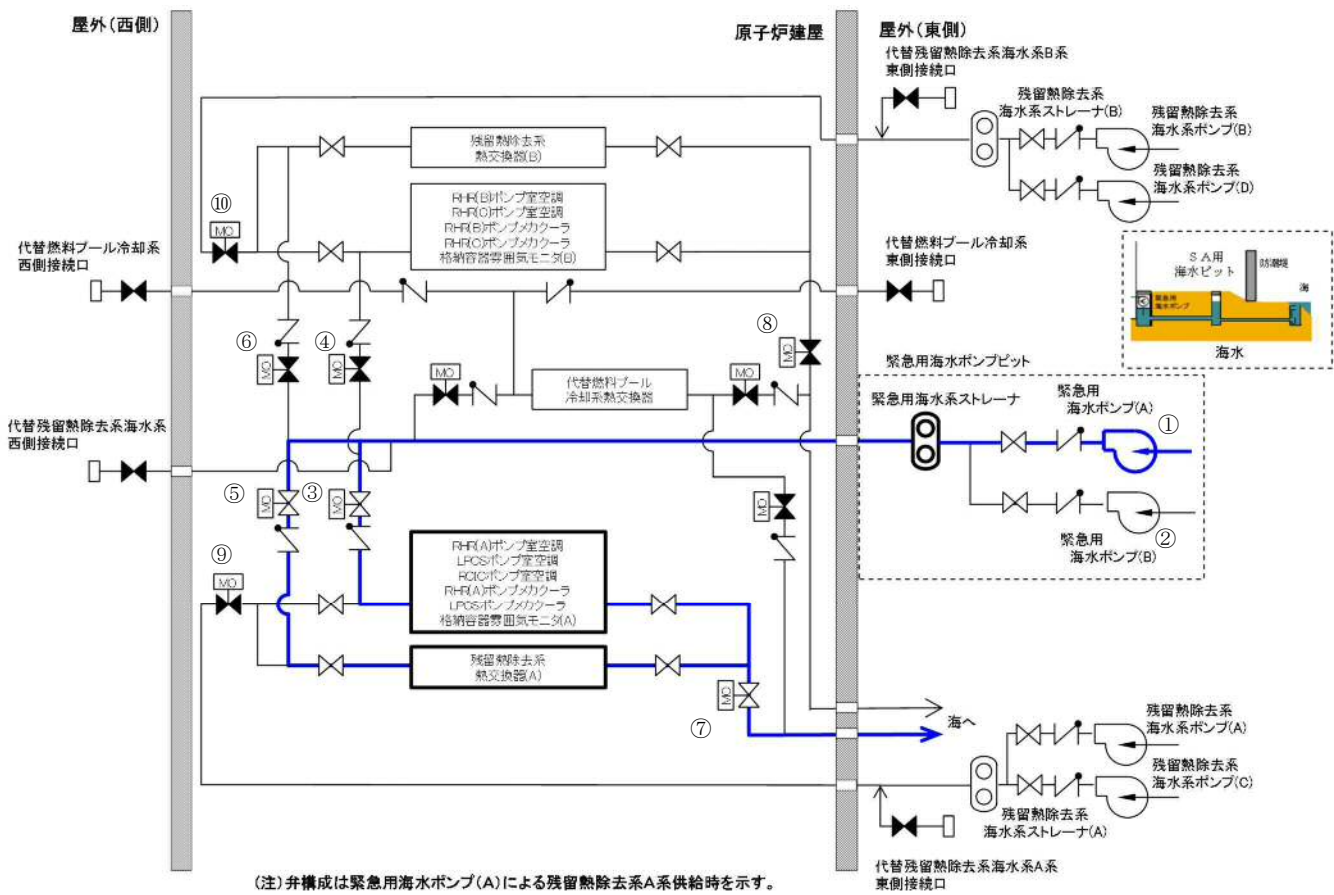 屋外(西側)
原子炉建屋
屋外(東側)
代替残留熱除去系海水系B系
東側接続口
残留熱除去系
海水系ストレーナ(B)
残留熱除去系
海水系ポンプ(B)
残留熱除去系
海水系ポンプ(D)
残留熱除去系
熱交換器(B)
RHR(B)ポンプ室空調
RHR(C)ポンプ室空調
RHR(B)ポンプメカクーラ
RHR(C)ポンプメカクーラ
格納容器雰囲気モニタ(B)
⑩
MO
代替燃料プール冷却系
西側接続口
代替燃料プール冷却系
東側接続口
SA用
海水ピット
防潮堤
海
緊急用
海水ポンプ
海水
⑥
MO
④
MO
⑧
MO
MO
代替燃料プール
冷却系熱交換器
MO
緊急用海水ポンプピット
緊急用海水系ストレーナ
緊急用
海水ポンプ(A)
①
代替残留熱除去系海水系
西側接続口
⑤
MO
③
MO
MO
緊急用
海水ポンプ(B)
②
⑨
MO
RHR(A)ポンプ室空調
LPCSポンプ室空調
RCICポンプ室空調
RHR(A)ポンプメカクーラ
LPCSポンプメカクーラ
格納容器雰囲気モニタ(A)
残留熱除去系
熱交換器(A)
MO
⑦
海へ
残留熱除去系
海水系ポンプ(A)
残留熱除去系
海水系ポンプ(C)
残留熱除去系
海水系ストレーナ(A)
代替残留熱除去系海水系A系
東側接続口
(注)弁構成は緊急用海水ポンプ(A)による残留熱除去系A系供給時を示す。